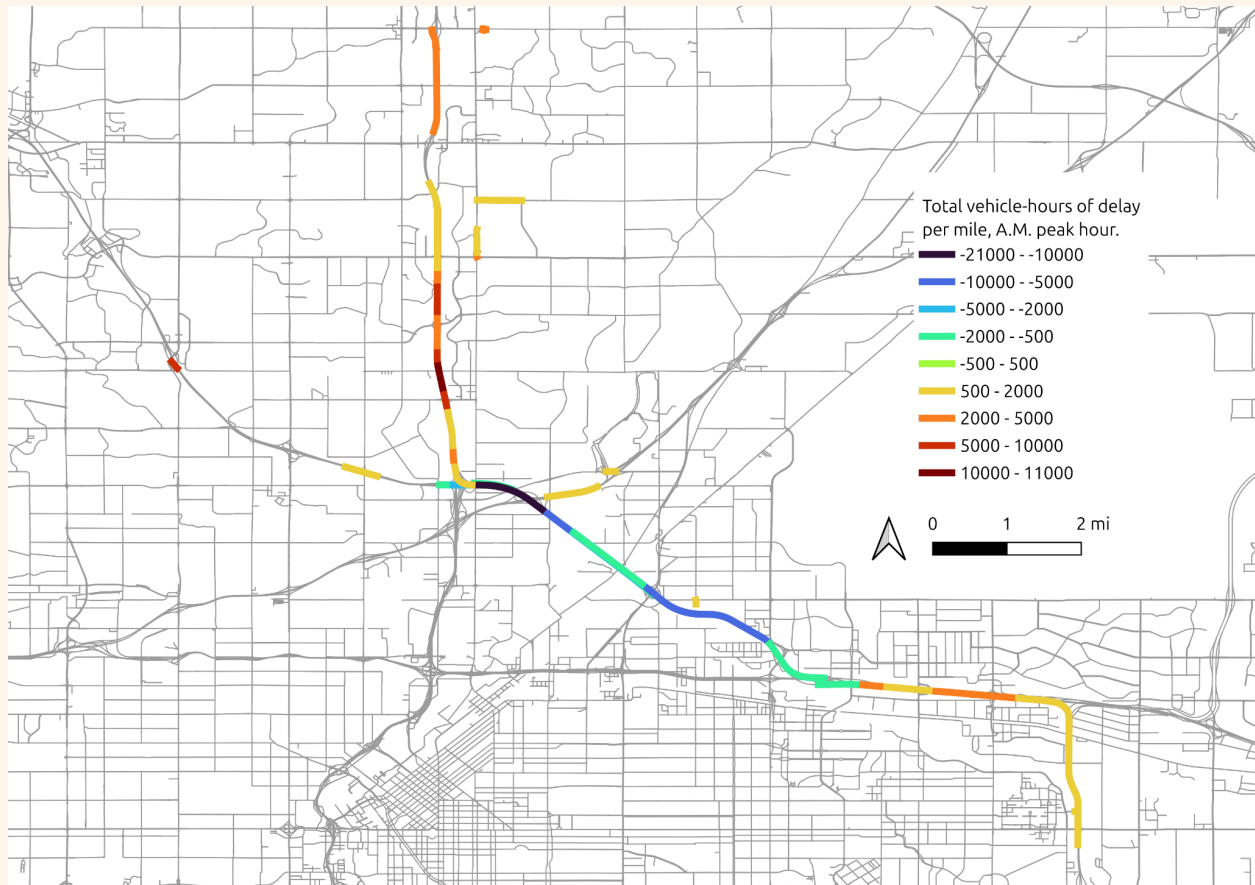 Total vehicle-hours of delay
per mile, A.M. peak hour.
-21000 - -10000
-10000 - -5000
-5000 - -2000
-2000 - -500
-500 - 500
500 - 2000
2000 - 5000
5000 - 10000
10000 - 11000
0 1 2 mi